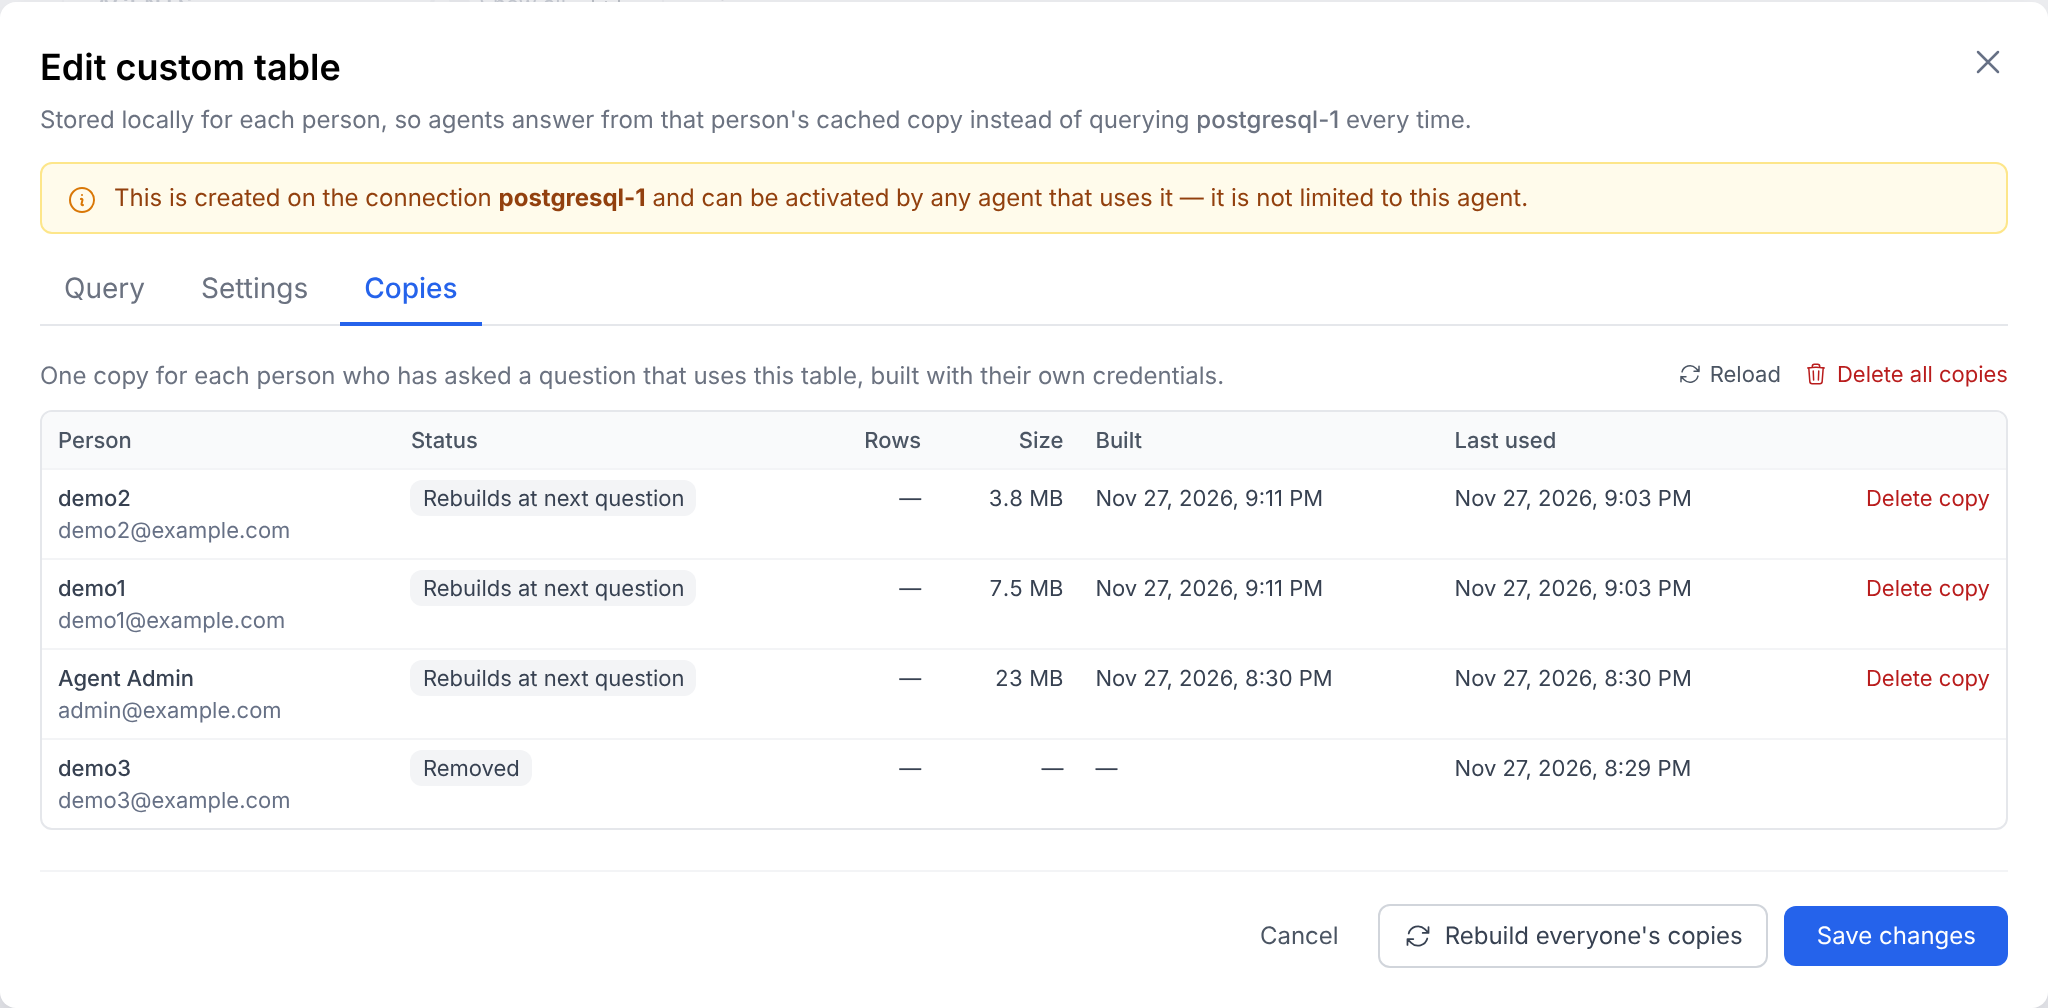 Edit custom table
Stored locally for each person, so agents answer from that person's cached copy instead of querying postgresql-1 every time.
This is created on the connection postgresql-1 and can be activated by any agent that uses it — it is not limited to this agent.
Query Settings Copies
One copy for each person who has asked a question that uses this table, built with their own credentials. Reload Delete all copies
Person Status Rows Size Built Last used
demo2 Rebuilds at next question — 3.8 MB Nov 27, 2026, 9:11 PM Nov 27, 2026, 9:03 PM Delete copy
demo2@example.com
demo1 Rebuilds at next question — 7.5 MB Nov 27, 2026, 9:11 PM Nov 27, 2026, 9:03 PM Delete copy
demo1@example.com
Agent Admin Rebuilds at next question — 23 MB Nov 27, 2026, 8:30 PM Nov 27, 2026, 8:30 PM Delete copy
admin@example.com
demo3 Removed — — — Nov 27, 2026, 8:29 PM
demo3@example.com
Cancel Rebuild everyone's copies Save changes